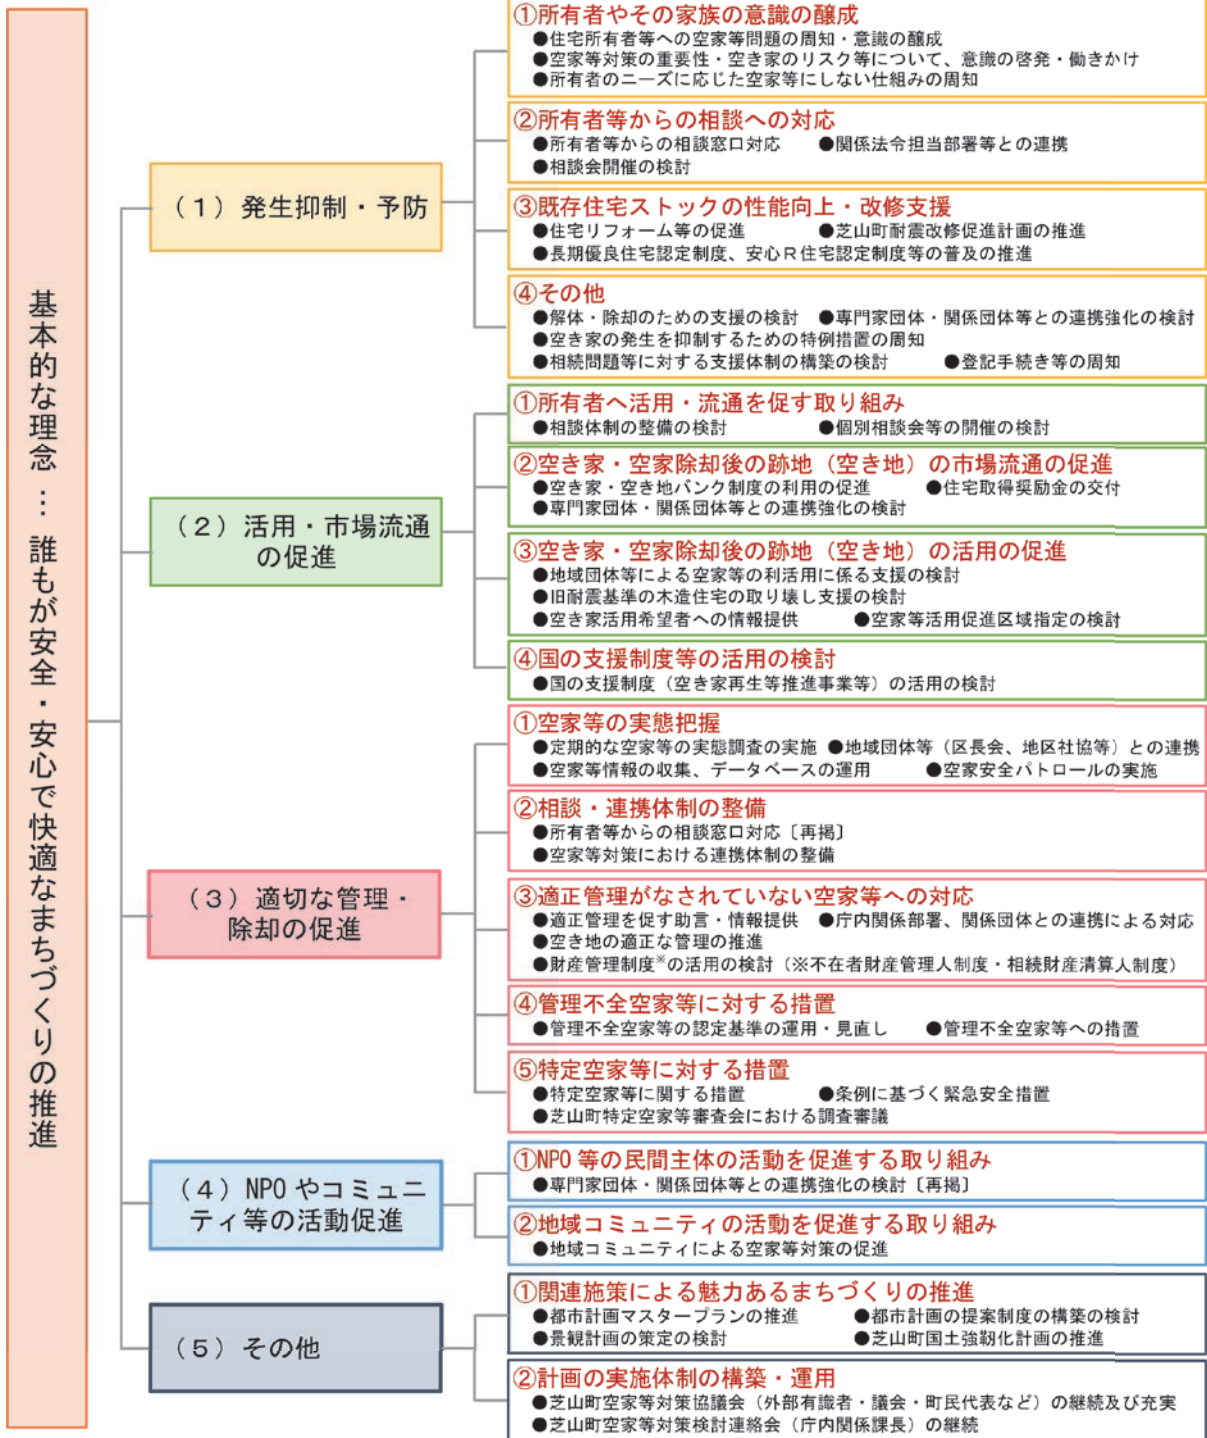 基本的な理念…誰もが安全・安心で快適なまちづくりの推進
（１）発生抑制・予防
①所有者やその家族の意識の醸成
●住宅所有者等への空家等問題の周知・意識の醸成
●空家等対策の重要性・空き家のリスク等について、意識の啓発・働きかけ
●所有者のニーズに応じた空家等にしない仕組みの周知
②所有者等からの相談への対応
●所有者等からの相談窓口対応　●関係法令担当部署等との連携
●相談会開催の検討
③既存住宅ストックの性能向上・改修支援
●住宅リフォーム等の促進　●芝山町耐震改修促進計画の推進
●長期優良住宅認定制度、安心Ｒ住宅認定制度等の普及の推進
④その他
●解体・除却のための支援の検討　●専門家団体・関係団体等との連携強化の検討
●空き家の発生を抑制するための特例措置の周知
●相続問題等に対する支援体制の構築の検討　●登記手続き等の周知
（２）活用・市場流通
の促進
①所有者へ活用・流通を促す取り組み
●相談体制の整備の検討　●個別相談会等の開催の検討
②空き家・空家除却後の跡地（空き地）の市場流通の促進
●空き家・空き地バンク制度の利用の促進　●住宅取得奨励金の交付
●専門家団体・関係団体等との連携強化の検討
③空き家・空家除却後の跡地（空き地）の活用の促進
●地域団体等による空家等の利活用に係る支援の検討
●旧耐震基準の木造住宅の取り壊し支援の検討
●空き家活用希望者への情報提供　●空家等活用促進区域指定の検討
④国の支援制度等の活用の検討
●国の支援制度（空き家再生等推進事業等）の活用の検討
（３）適切な管理・
除却の促進
①空家等の実態把握
●定期的な空家等の実態調査の実施　●地域団体等（区長会、地区社協等）との連携
●空家等情報の収集、データベースの運用　●空家安全パトロールの実施
②相談・連携体制の整備
●所有者等からの相談窓口対応〔再掲〕
●空家等対策における連携体制の整備
③適正管理がなされていない空家等への対応
●適正管理を促す助言・情報提供　●庁内関係部署、関係団体との連携による対応
●空き地の適正な管理の推進
●財産管理制度※の活用の検討（※不在者財産管理人制度・相続財産清算人制度）
④管理不全空家等に対する措置
●管理不全空家等の認定基準の運用・見直し　●管理不全空家等への措置
⑤特定空家等に対する措置
●特定空家等に関する措置　●条例に基づく緊急安全措置
●芝山町特定空家等審査会における調査審議
（４）NPOやコミュニ
ティ等の活動促進
①NPO等の民間主体の活動を促進する取り組み
●専門家団体・関係団体等との連携強化の検討〔再掲〕
②地域コミュニティの活動を促進する取り組み
●地域コミュニティによる空家等対策の促進
（５）その他
①関連施策による魅力あるまちづくりの推進
●都市計画マスタープランの推進　●都市計画の提案制度の構築の検討
●景観計画の策定の検討　●芝山町国土強靱化計画の推進
②計画の実施体制の構築・運用
●芝山町空家等対策協議会（外部有識者・議会・町民代表など）の継続及び充実
●芝山町空家等対策検討連絡会（庁内関係課長）の継続